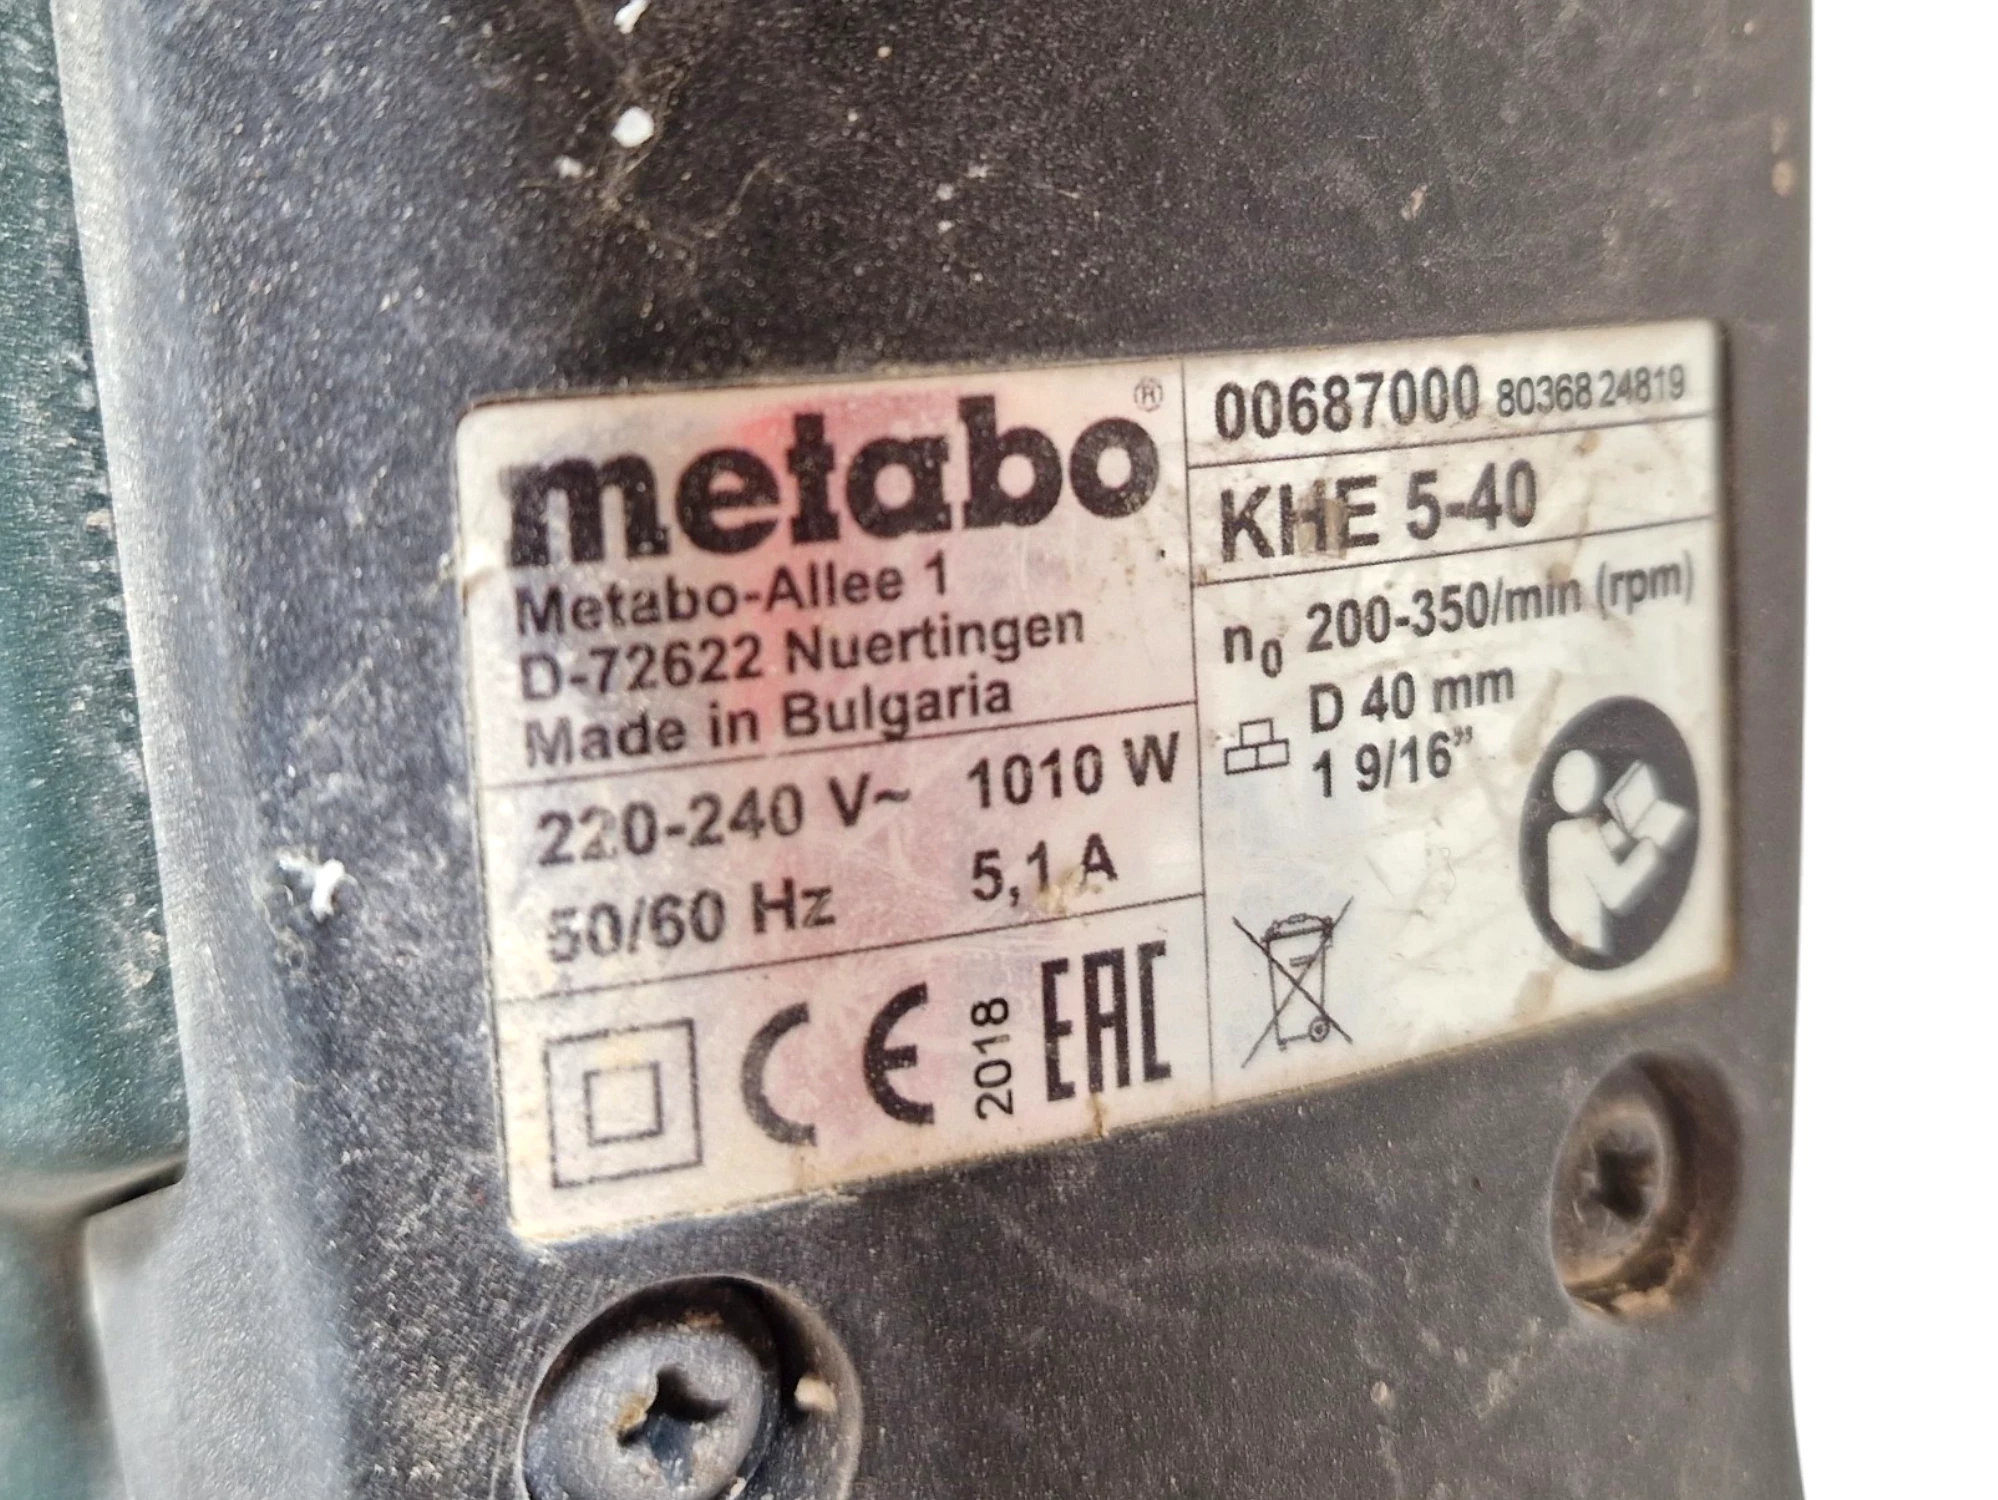 metabo®
Metabo-Allee 1
D-72622 Nuertingen
Made in Bulgaria
220-240 V~ 1010 W
50/60 Hz 5,1 A
CE 2018 EAC
00687000 80368 24819
KHE 5-40
n0 200-350/min (rpm)
D 40 mm
1 9/16”